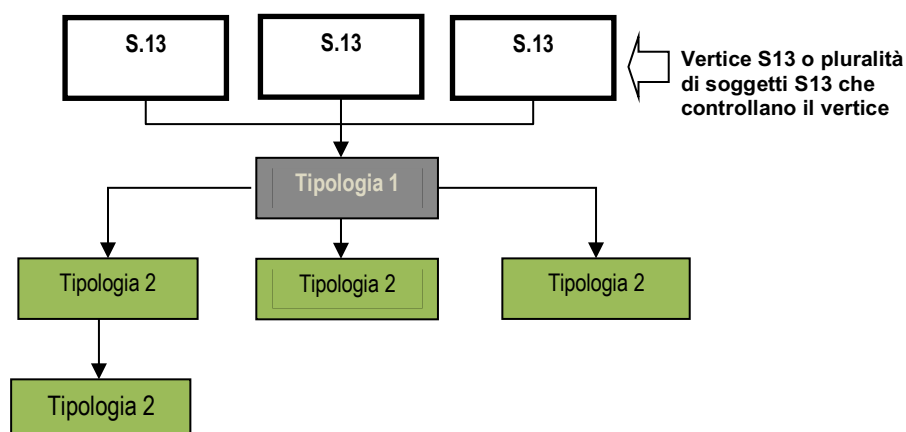 S.13
S.13
S.13
Vertice S13 o pluralità
di soggetti S13 che
controllano il vertice
Tipologia 1
Tipologia 2
Tipologia 2
Tipologia 2
Tipologia 2